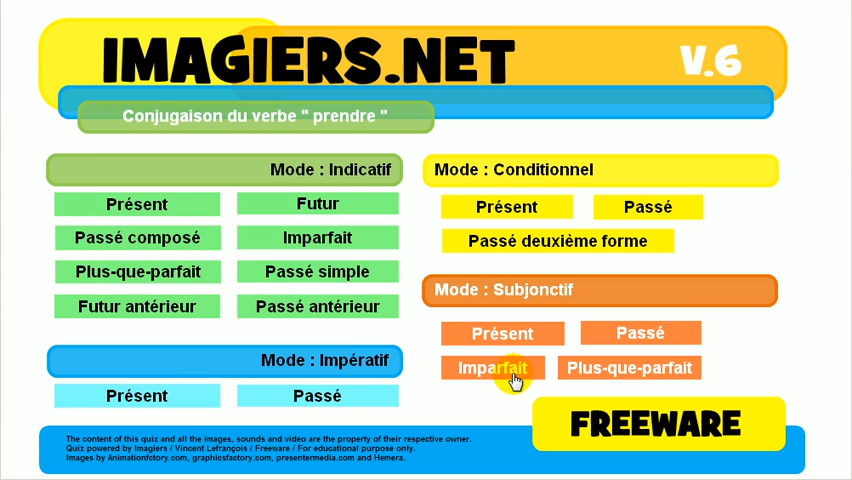 IMAGIERS.NET
V.6
Conjugaison du verbe " prendre "
Mode : Indicatif
Présent
Futur
Passé composé
Imparfait
Plus-que-parfait
Passé simple
Futur antérieur
Passé antérieur
Mode : Impératif
Présent
Passé
Mode : Conditionnel
Présent
Passé
Passé deuxième forme
Mode : Subjonctif
Présent
Passé
Imparfait
Plus-que-parfait
FREEWARE
The content of this quiz and all the images, sounds and video are the property of their respective owner.
Quiz powered by Imagiers / Vincent Lefrançois / Freeware / For educational purpose only.
Images by Animationfctory.com, graphicsfactory.com, presentermedia.com and Hemera.